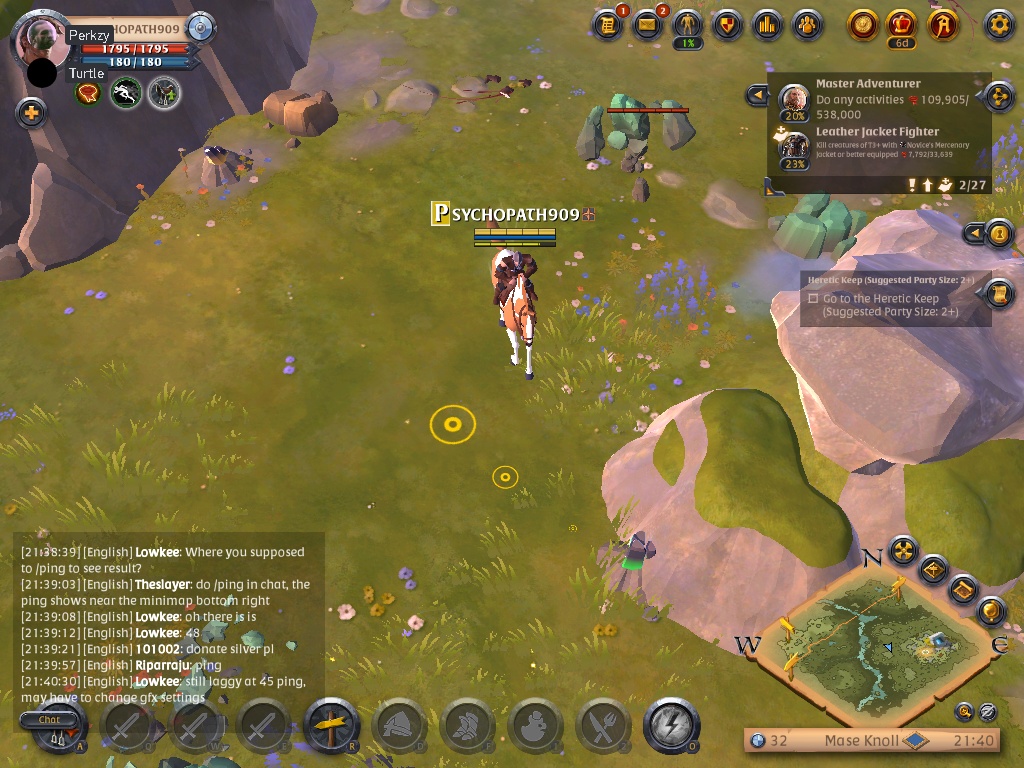 Perkzy
HOPATH909
1795 / 1795
180 / 180
Turtle
1
2
1%
6d
Master Adventurer
Do any activities 109,905/
538,000
20%
Leather Jacket Fighter
Kill creatures of T3+ with Novice's Mercenary
Jacket or better equipped 7,792/33,639
23%
2/27
PSYCHOPATH909
Heretic Keep (Suggested Party Size: 2+)
Go to the Heretic Keep
(Suggested Party Size: 2+)
[21:38:39][English] Lowkee: Where you supposed
to /ping to see result?
[21:39:03][English] Theslayer: do /ping in chat, the
ping shows near the minimap bottom right
[21:39:08][English] Lowkee: oh there is is
[21:39:12][English] Lowkee: 48
[21:39:21][English] 101002: donate silver pl
[21:39:57][English] Riparraju: ping
[21:40:30][English] Lowkee: still laggy at 45 ping,
may have to change gfx settings
Chat
A
Q
W
E
R
D
F
O
N
W
E
32
Mase Knoll
21:40